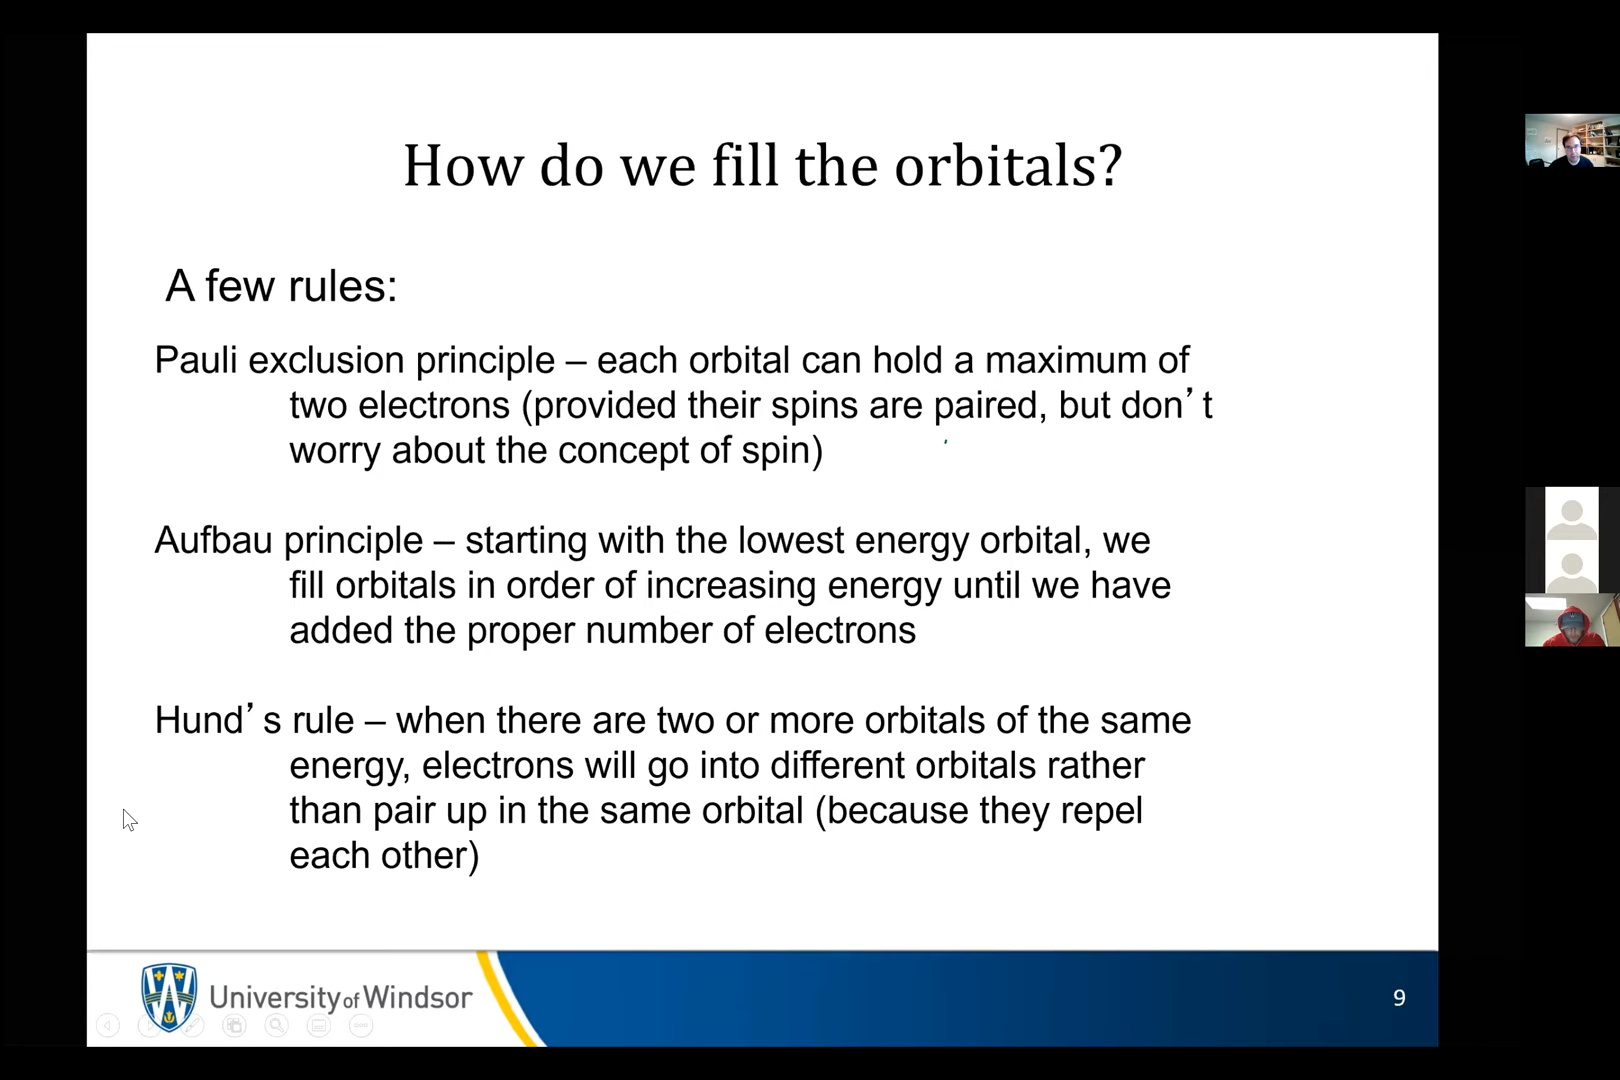 How do we fill the orbitals?
A few rules:
Pauli exclusion principle – each orbital can hold a maximum of
two electrons (provided their spins are paired, but don’t
worry about the concept of spin)
Aufbau principle – starting with the lowest energy orbital, we
fill orbitals in order of increasing energy until we have
added the proper number of electrons
Hund’s rule – when there are two or more orbitals of the same
energy, electrons will go into different orbitals rather
than pair up in the same orbital (because they repel
each other)
University of Windsor
9